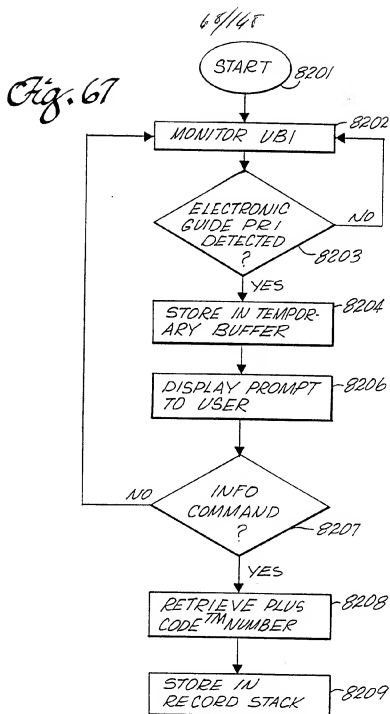 68/148
Fig. 67
START
8201
MONITOR VBI
8202
ELECTRONIC
GUIDE PRI
DETECTED
?
NO
8203
YES
STORE IN TEMPOR-
ARY BUFFER
8204
DISPLAY PROMPT
TO USER
8206
NO
INFO
COMMAND
?
8207
YES
RETRIEVE PLUS
CODE™ NUMBER
8208
STORE IN
RECORD STACK
8209